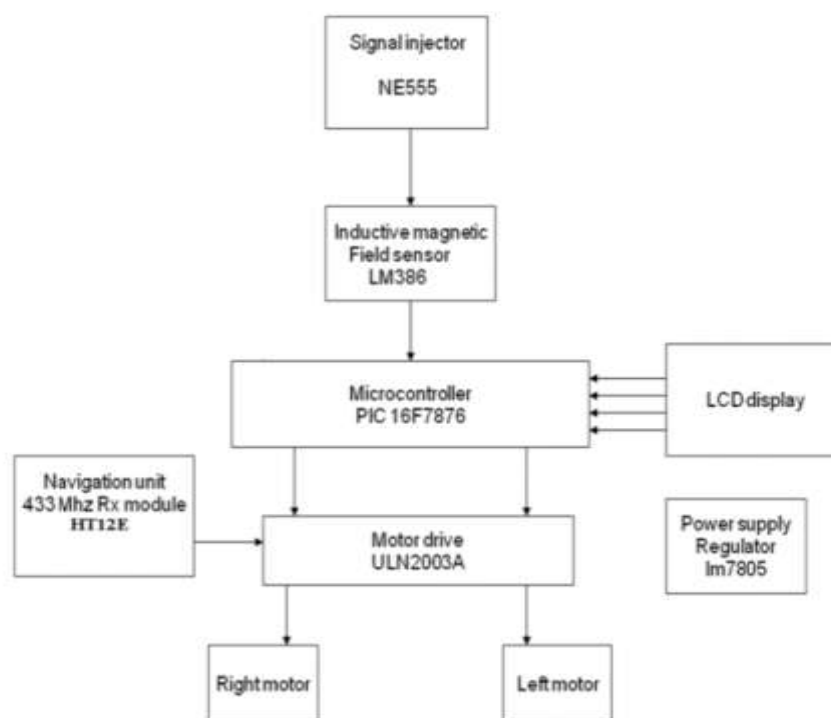 Signal injector
NE555
Inductive magnetic
Field sensor
LM386
Microcontroller
PIC 16F7876
LCD display
Navigation unit
433 Mhz Rx module
HT12E
Motor drive
ULN2003A
Power supply
Regulator
lm7805
Right motor
Left motor